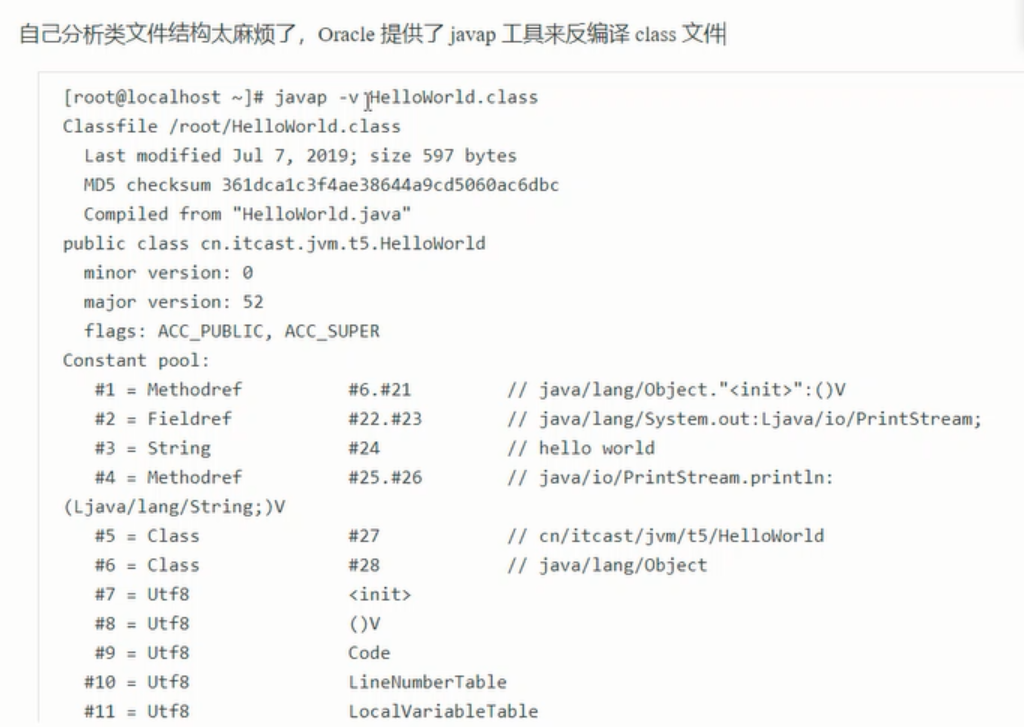 自己分析类文件结构太麻烦了，Oracle 提供了 javap 工具来反编译 class 文件
[root@localhost ~]# javap -v HelloWorld.class
Classfile /root/HelloWorld.class
  Last modified Jul 7, 2019; size 597 bytes
  MD5 checksum 361dca1c3f4ae38644a9cd5060ac6dbc
  Compiled from "HelloWorld.java"
public class cn.itcast.jvm.t5.HelloWorld
  minor version: 0
  major version: 52
  flags: ACC_PUBLIC, ACC_SUPER
Constant pool:
   #1 = Methodref          #6.#21         // java/lang/Object."<init>":()V
   #2 = Fieldref           #22.#23        // java/lang/System.out:Ljava/io/PrintStream;
   #3 = String             #24            // hello world
   #4 = Methodref          #25.#26        // java/io/PrintStream.println:
(Ljava/lang/String;)V
   #5 = Class              #27            // cn/itcast/jvm/t5/HelloWorld
   #6 = Class              #28            // java/lang/Object
   #7 = Utf8               <init>
   #8 = Utf8               ()V
   #9 = Utf8               Code
  #10 = Utf8               LineNumberTable
  #11 = Utf8               LocalVariableTable